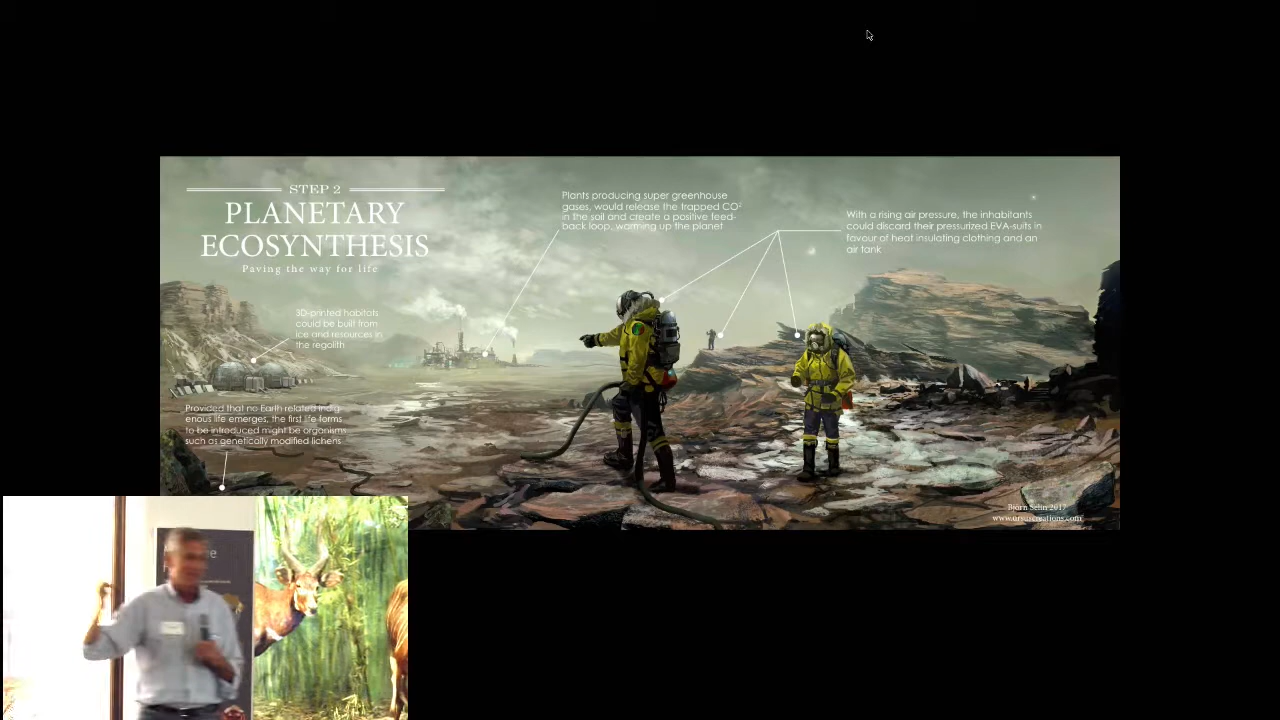 STEP 2
PLANETARY
ECOSYNTHESIS
Paving the way for life
Plants producing super greenhouse
gases, would release the trapped CO²
in the soil and create a positive feed-
back loop, warming up the planet
With a rising air pressure, the inhabitants
could discard their pressurized EVA-suits in
favour of heat insulating clothing and an
air tank
3D-printed habitats
could be built from
ice and resources in
the regolith
Provided that no Earth related indig-
enous life emerges, the first life forms
to be introduced might be organisms
such as genetically modified lichens
2017